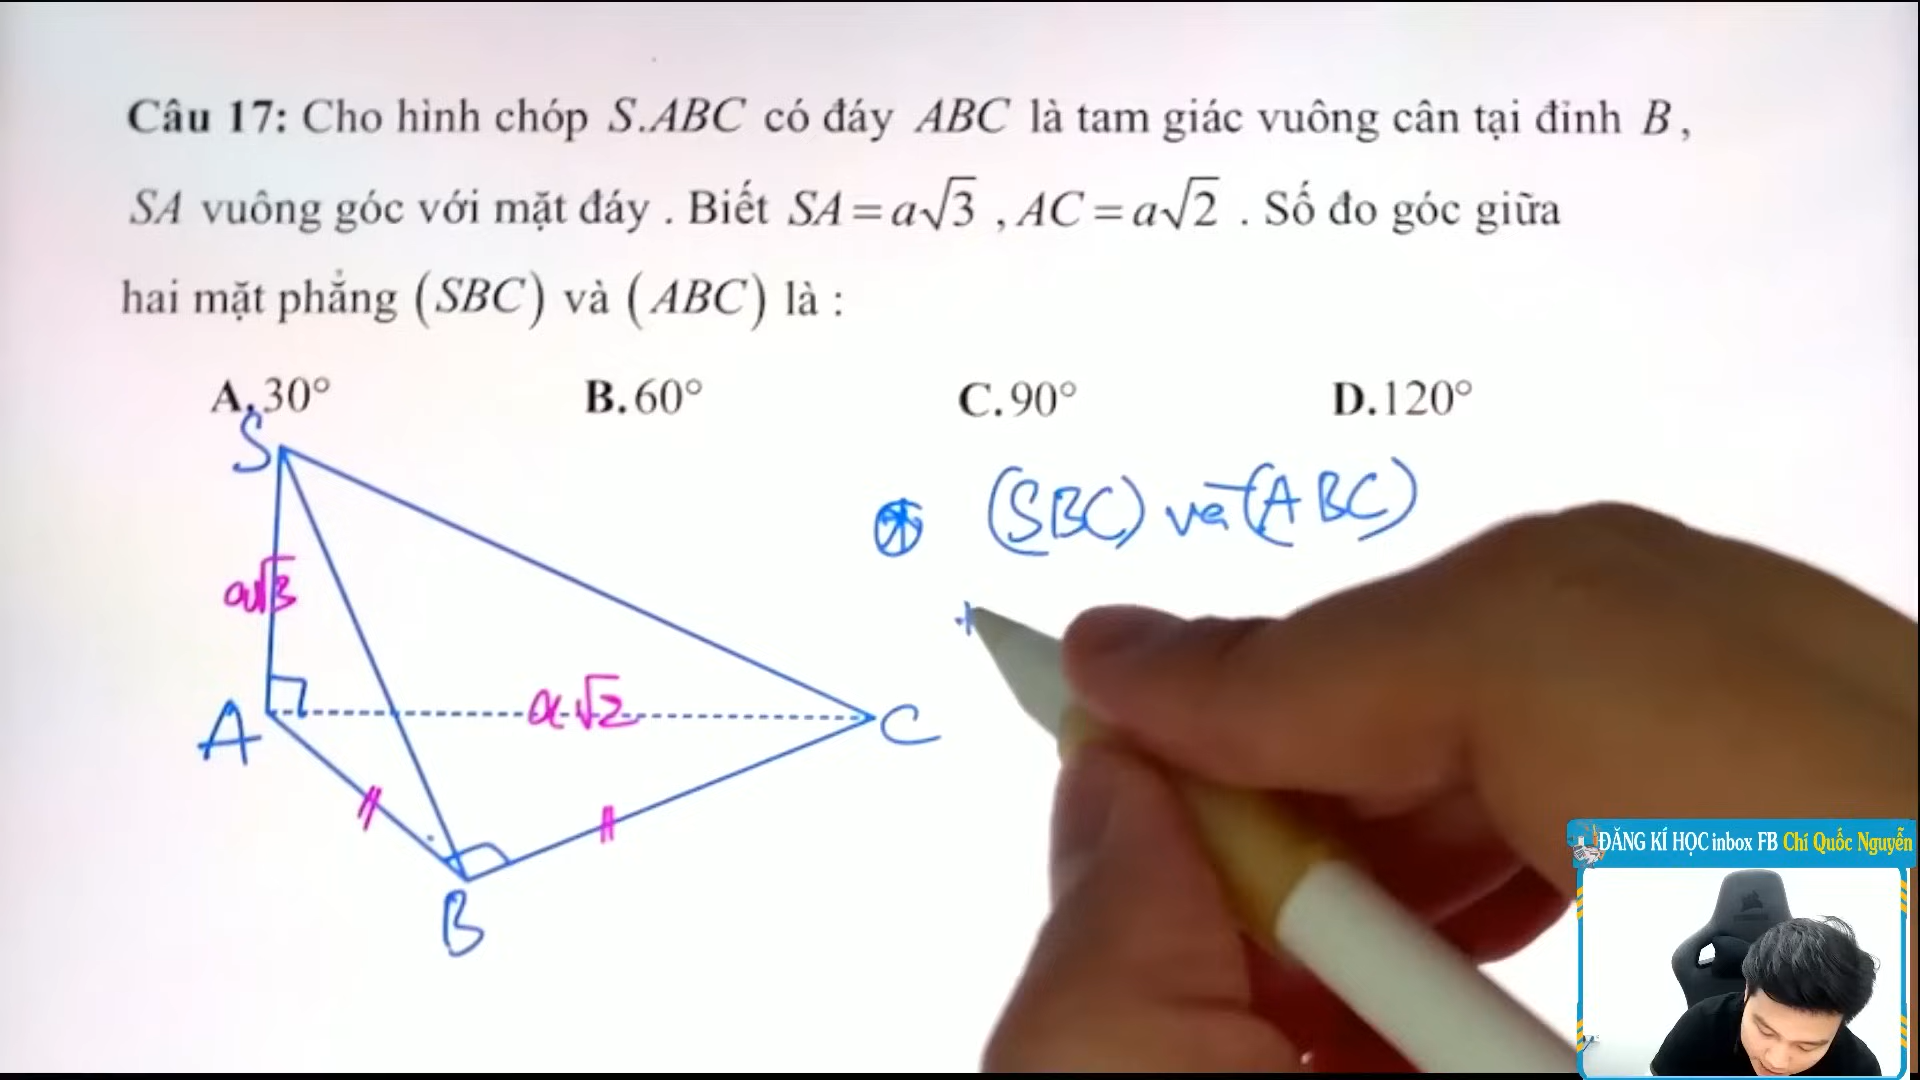 Câu 17: Cho hình chóp S.ABC có đáy ABC là tam giác vuông cân tại đỉnh B,
SA vuông góc với mặt đáy . Biết SA = a√3 , AC = a√2 . Số đo góc giữa
hai mặt phẳng (SBC) và (ABC) là :
A. 30° B. 60° C. 90° D. 120°
S
(SBC) và (ABC)
a√3
+
A
a√2
C
B
ĐĂNG KÍ HỌC inbox FB Chí Quốc Nguyễn